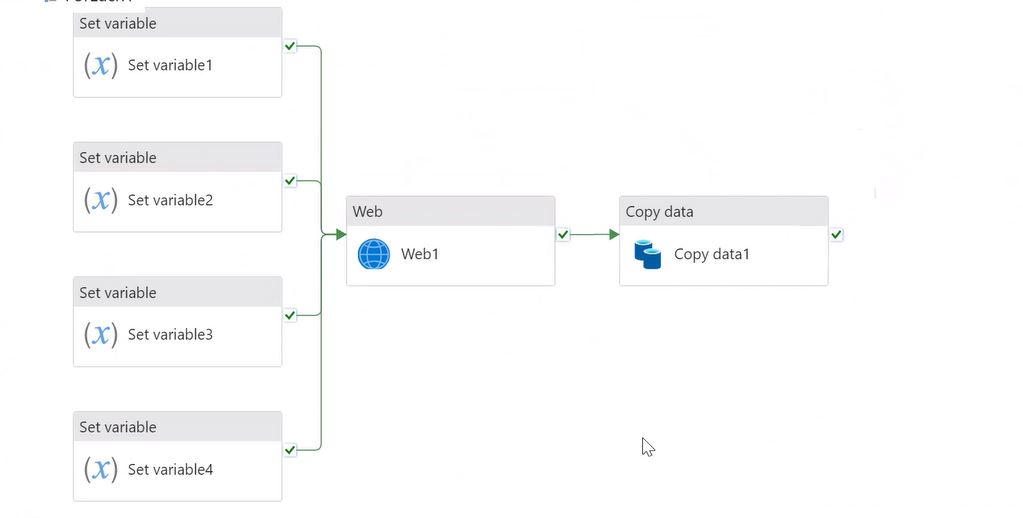 Set variable
(x) Set variable1
Set variable
(x) Set variable2
Set variable
(x) Set variable3
Set variable
(x) Set variable4
Web
Web1
Copy data
Copy data1